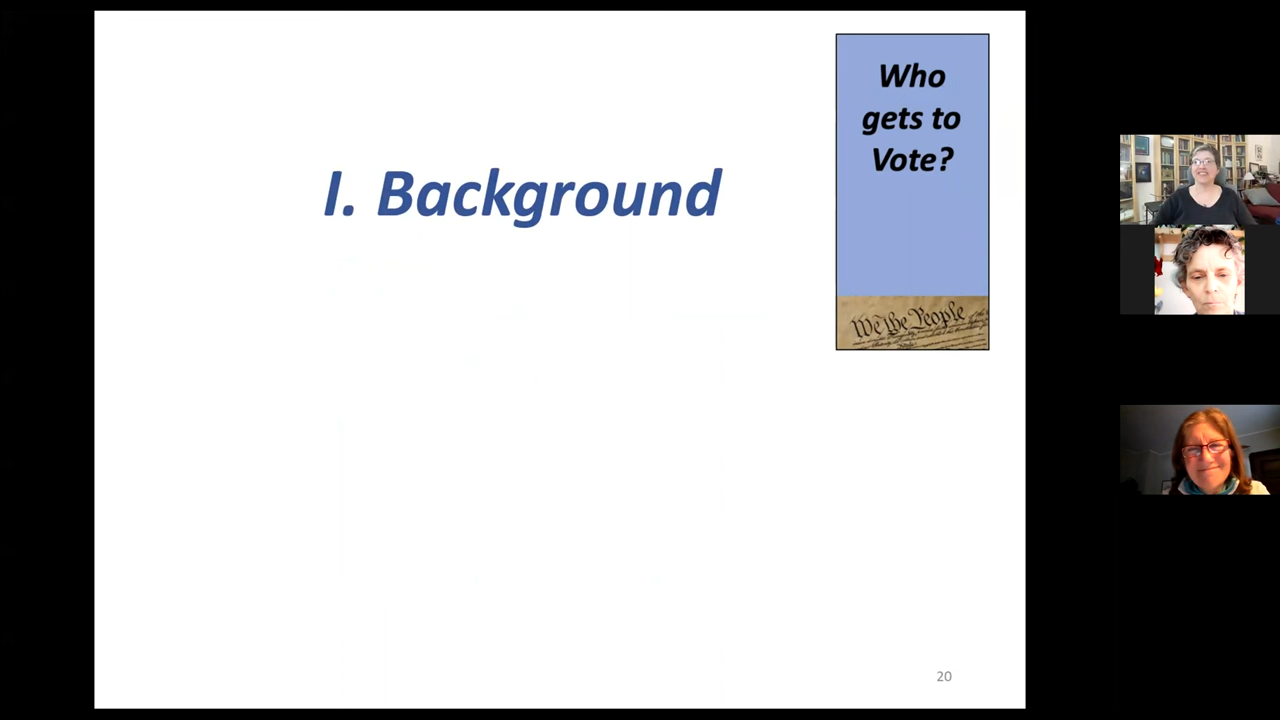 I. Background
Who
gets to
Vote?
We the People
20